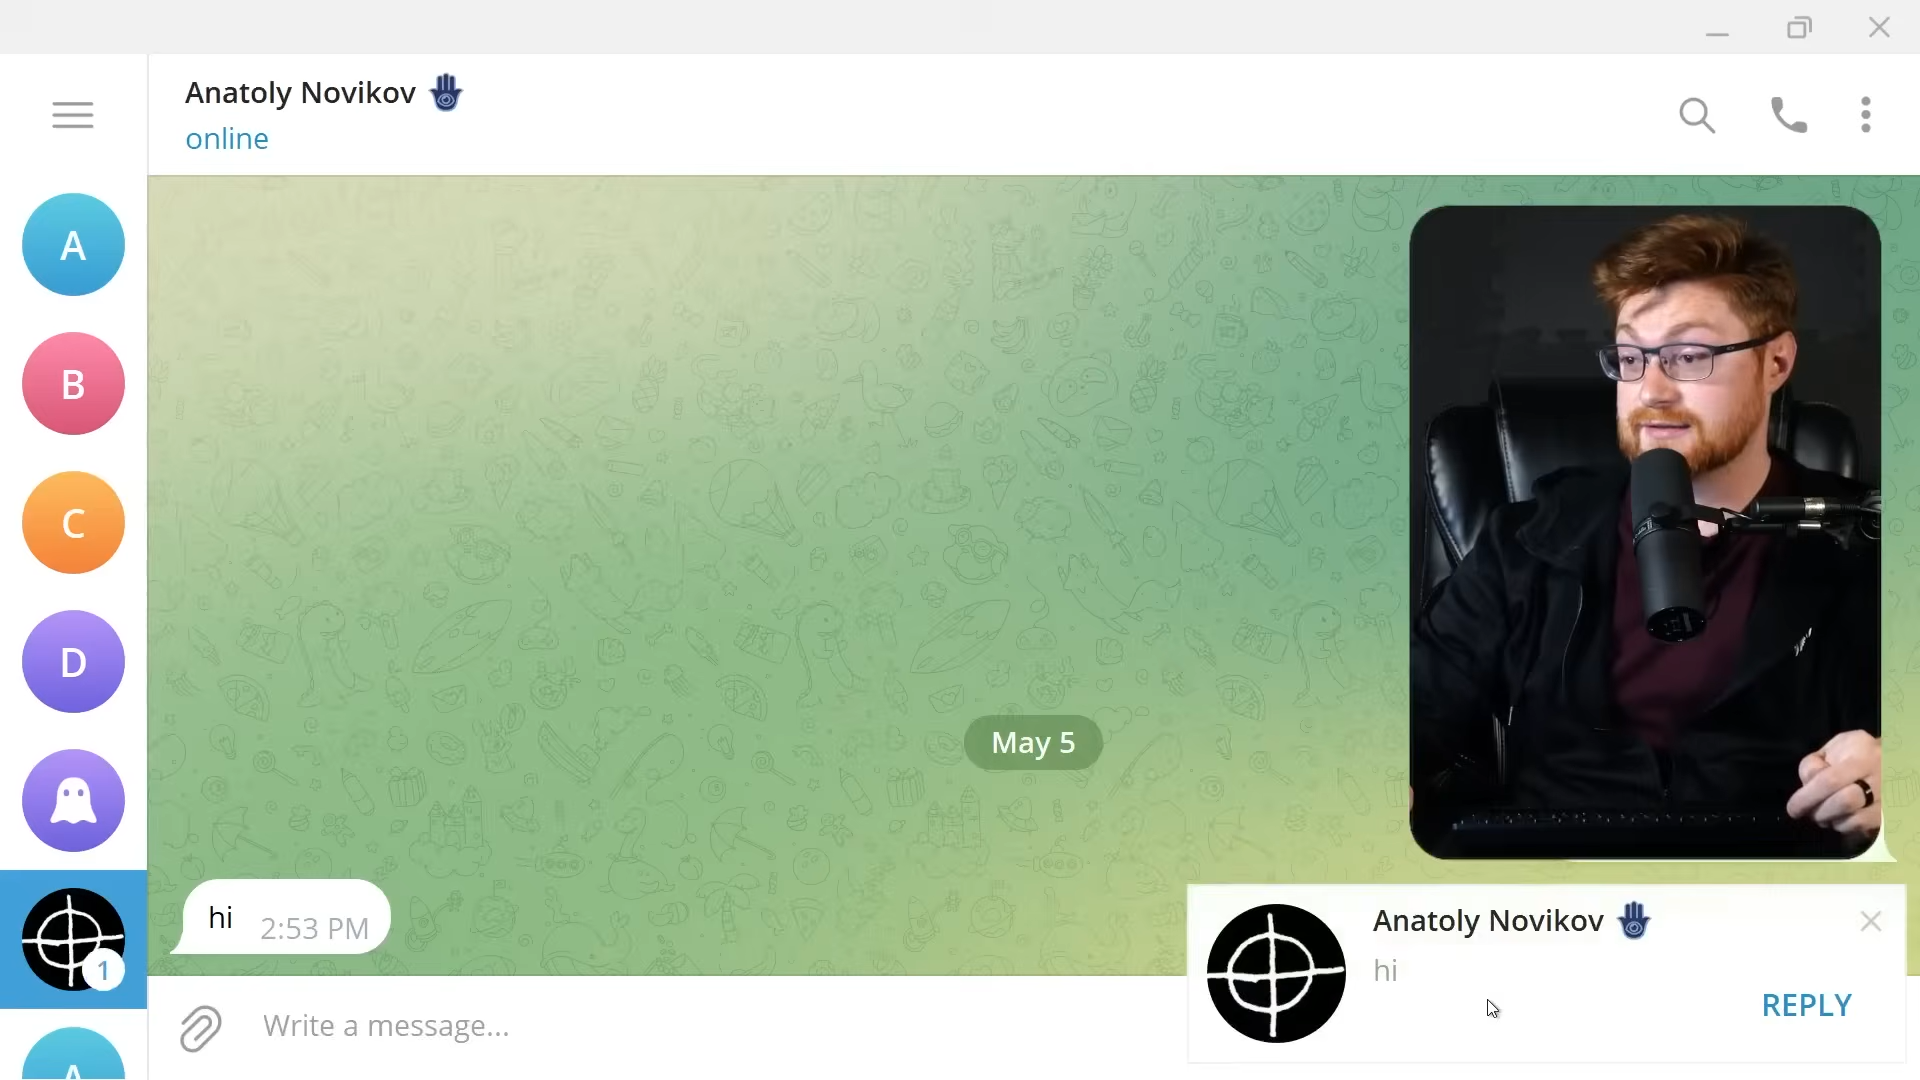 Anatoly Novikov
online
A
B
C
D
May 5
hi 2:53 PM
1
Anatoly Novikov
hi
REPLY
Write a message...
A